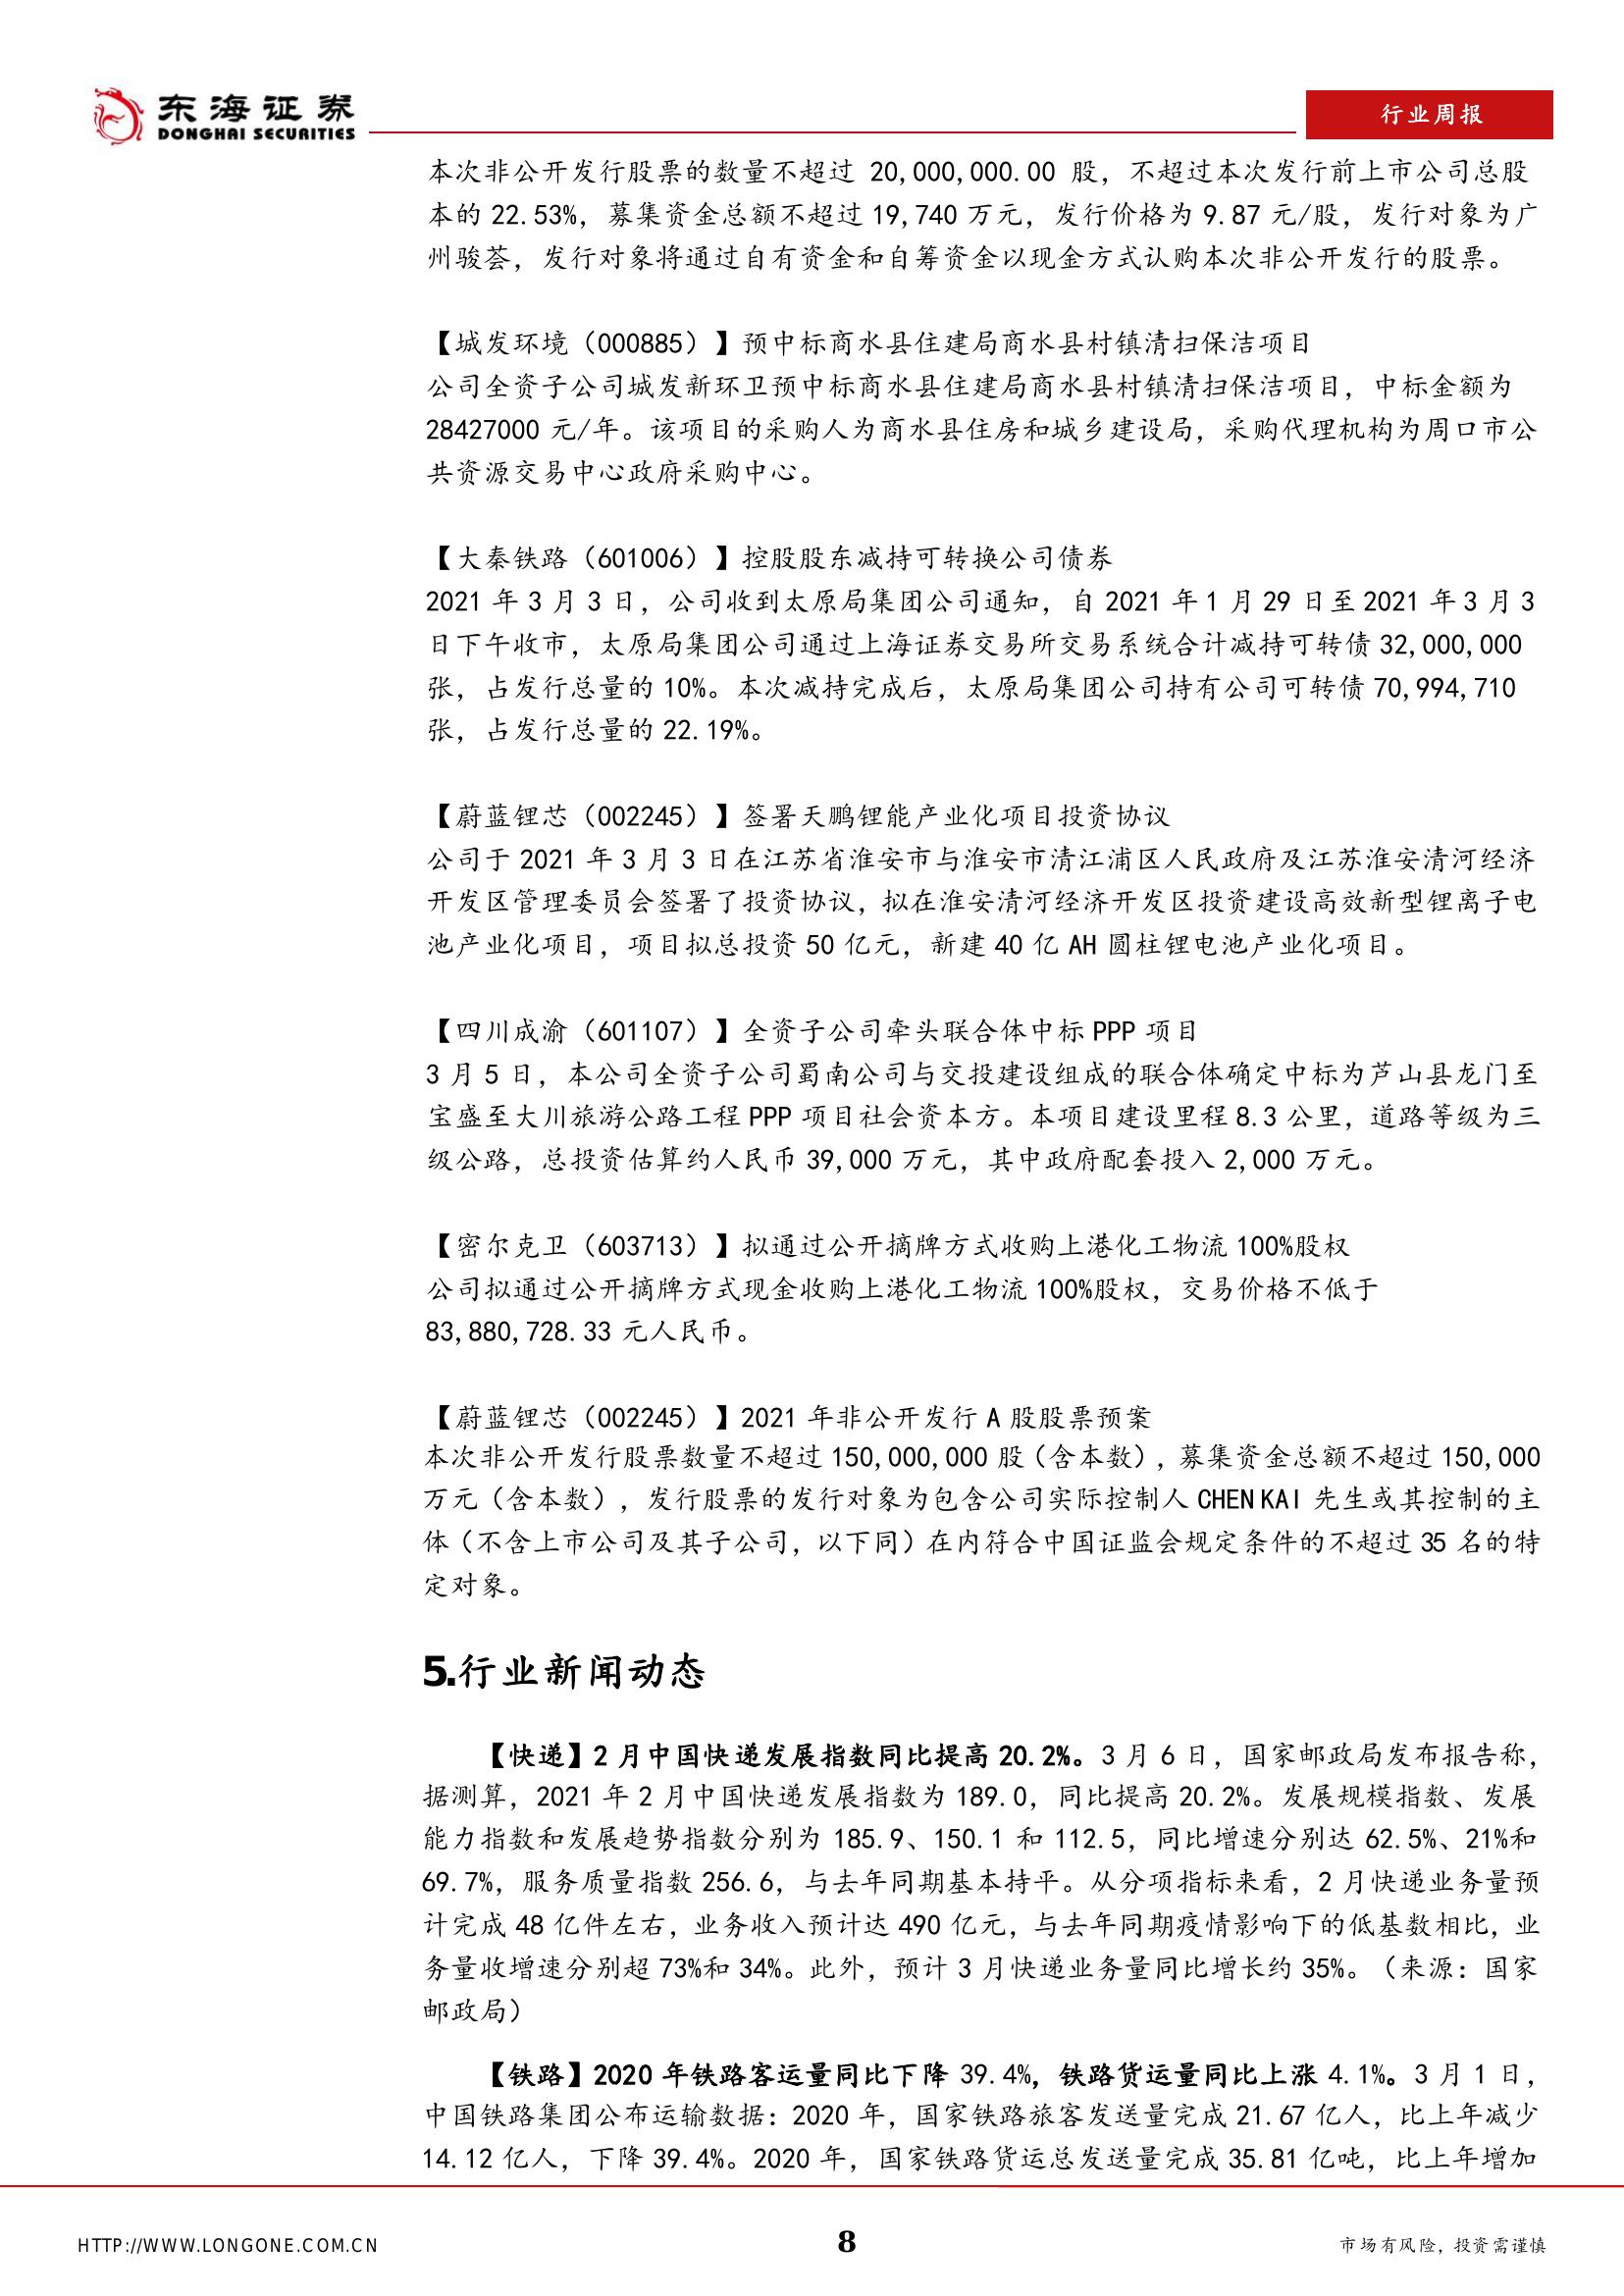 东海证券
DONGHAI SECURITIES
行业周报
本次非公开发行股票的数量不超过 20,000,000.00 股，不超过本次发行前上市公司总股
本的 22.53%，募集资金总额不超过 19,740 万元，发行价格为 9.87 元/股，发行对象为广
州骏荟，发行对象将通过自有资金和自筹资金以现金方式认购本次非公开发行的股票。
【城发环境（000885）】预中标商水县住建局商水县村镇清扫保洁项目
公司全资子公司城发新环卫预中标商水县住建局商水县村镇清扫保洁项目，中标金额为
28427000 元/年。该项目的采购人为商水县住房和城乡建设局，采购代理机构为周口市公
共资源交易中心政府采购中心。
【大秦铁路（601006）】控股股东减持可转换公司债券
2021 年 3 月 3 日，公司收到太原局集团公司通知，自 2021 年 1 月 29 日至 2021 年 3 月 3
日下午收市，太原局集团公司通过上海证券交易所交易系统合计减持可转债 32,000,000
张，占发行总量的 10%。本次减持完成后，太原局集团公司持有公司可转债 70,994,710
张，占发行总量的 22.19%。
【蔚蓝锂芯（002245）】签署天鹏锂能产业化项目投资协议
公司于 2021 年 3 月 3 日在江苏省淮安市与淮安市清江浦区人民政府及江苏淮安清河经济
开发区管理委员会签署了投资协议，拟在淮安清河经济开发区投资建设高效新型锂离子电
池产业化项目，项目拟总投资 50 亿元，新建 40 亿 AH 圆柱锂电池产业化项目。
【四川成渝（601107）】全资子公司牵头联合体中标 PPP 项目
3 月 5 日，本公司全资子公司蜀南公司与交投建设组成的联合体确定中标为芦山县龙门至
宝盛至大川旅游公路工程 PPP 项目社会资本方。本项目建设里程 8.3 公里，道路等级为三
级公路，总投资估算约人民币 39,000 万元，其中政府配套投入 2,000 万元。
【密尔克卫（603713）】拟通过公开摘牌方式收购上港化工物流 100%股权
公司拟通过公开摘牌方式现金收购上港化工物流 100%股权，交易价格不低于
83,880,728.33 元人民币。
【蔚蓝锂芯（002245）】2021 年非公开发行 A 股股票预案
本次非公开发行股票数量不超过 150,000,000 股（含本数），募集资金总额不超过 150,000
万元（含本数），发行股票的发行对象为包含公司实际控制人 CHEN KAI 先生或其控制的主
体（不含上市公司及其子公司，以下同）在内符合中国证监会规定条件的不超过 35 名的特
定对象。
5.行业新闻动态
【快递】2 月中国快递发展指数同比提高 20.2%。3 月 6 日，国家邮政局发布报告称，
据测算，2021 年 2 月中国快递发展指数为 189.0，同比提高 20.2%。发展规模指数、发展
能力指数和发展趋势指数分别为 185.9、150.1 和 112.5，同比增速分别达 62.5%、21%和
69.7%，服务质量指数 256.6，与去年同期基本持平。从分项指标来看，2 月快递业务量预
计完成 48 亿件左右，业务收入预计达 490 亿元，与去年同期疫情影响下的低基数相比，业
务量收增速分别超 73%和 34%。此外，预计 3 月快递业务量同比增长约 35%。（来源：国家
邮政局）
【铁路】2020 年铁路客运量同比下降 39.4%，铁路货运量同比上涨 4.1%。3 月 1 日，
中国铁路集团公布运输数据：2020 年，国家铁路旅客发送量完成 21.67 亿人，比上年减少
14.12 亿人，下降 39.4%。2020 年，国家铁路货运总发送量完成 35.81 亿吨，比上年增加
HTTP://WWW.LONGONE.COM.CN
8
市场有风险，投资需谨慎